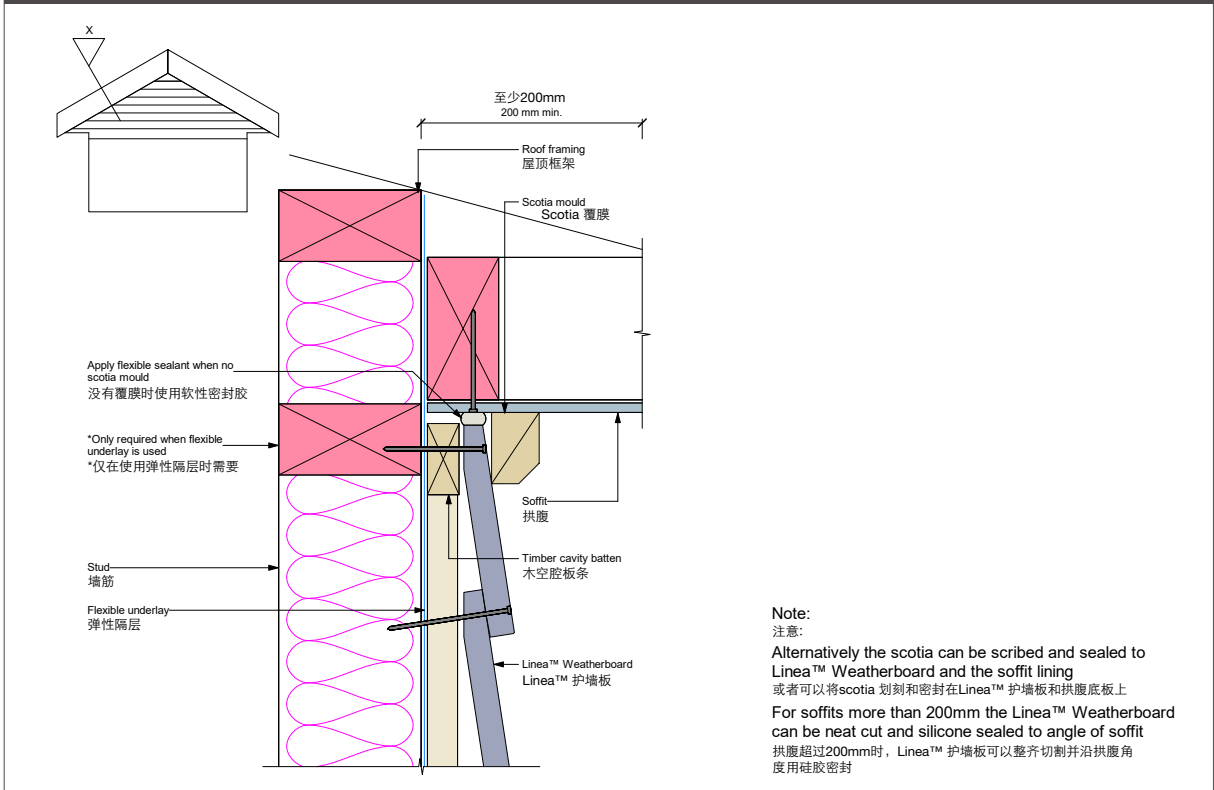 X
至少200mm
200 mm min.
Roof framing
屋顶框架
Scotia mould
Scotia 覆膜
Apply flexible sealant when no
scotia mould
没有覆膜时使用软性密封胶
*Only required when flexible
underlay is used
*仅在使用弹性隔层时需要
Soffit
拱腹
Timber cavity batten
木空腔板条
Stud
墙筋
Flexible underlay
弹性隔层
Linea™ Weatherboard
Linea™ 护墙板
Note:
注意：
Alternatively the scotia can be scribed and sealed to
Linea™ Weatherboard and the soffit lining
或者可以将scotia 划刻和密封在Linea™ 护墙板和拱腹底板上
For soffits more than 200mm the Linea™ Weatherboard
can be neat cut and silicone sealed to angle of soffit
拱腹超过200mm时，Linea™ 护墙板可以整齐切割并沿拱腹角
度用硅胶密封